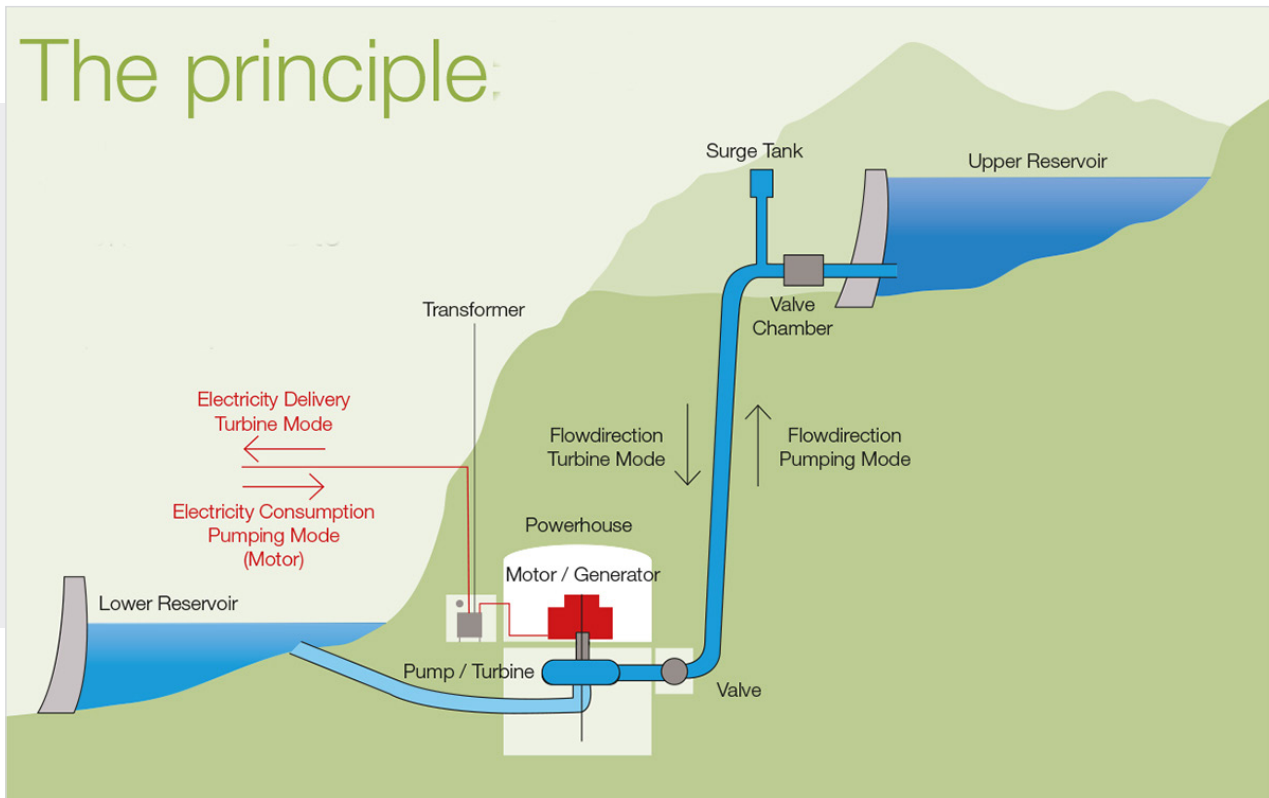 The principle:
Surge Tank
Upper Reservoir
Valve
Chamber
Transformer
Electricity Delivery
Turbine Mode
Flowdirection
Turbine Mode
Flowdirection
Pumping Mode
Electricity Consumption
Pumping Mode
(Motor)
Powerhouse
Motor / Generator
Lower Reservoir
Pump / Turbine
Valve